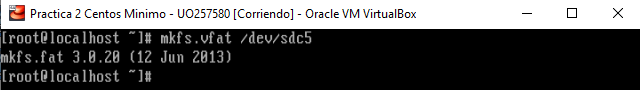 Practica 2 Centos Minimo - UO257580 [Corriendo] - Oracle VM VirtualBox
[root@localhost ~]# mkfs.vfat /dev/sdc5
mkfs.fat 3.0.20 (12 Jun 2013)
[root@localhost ~]#